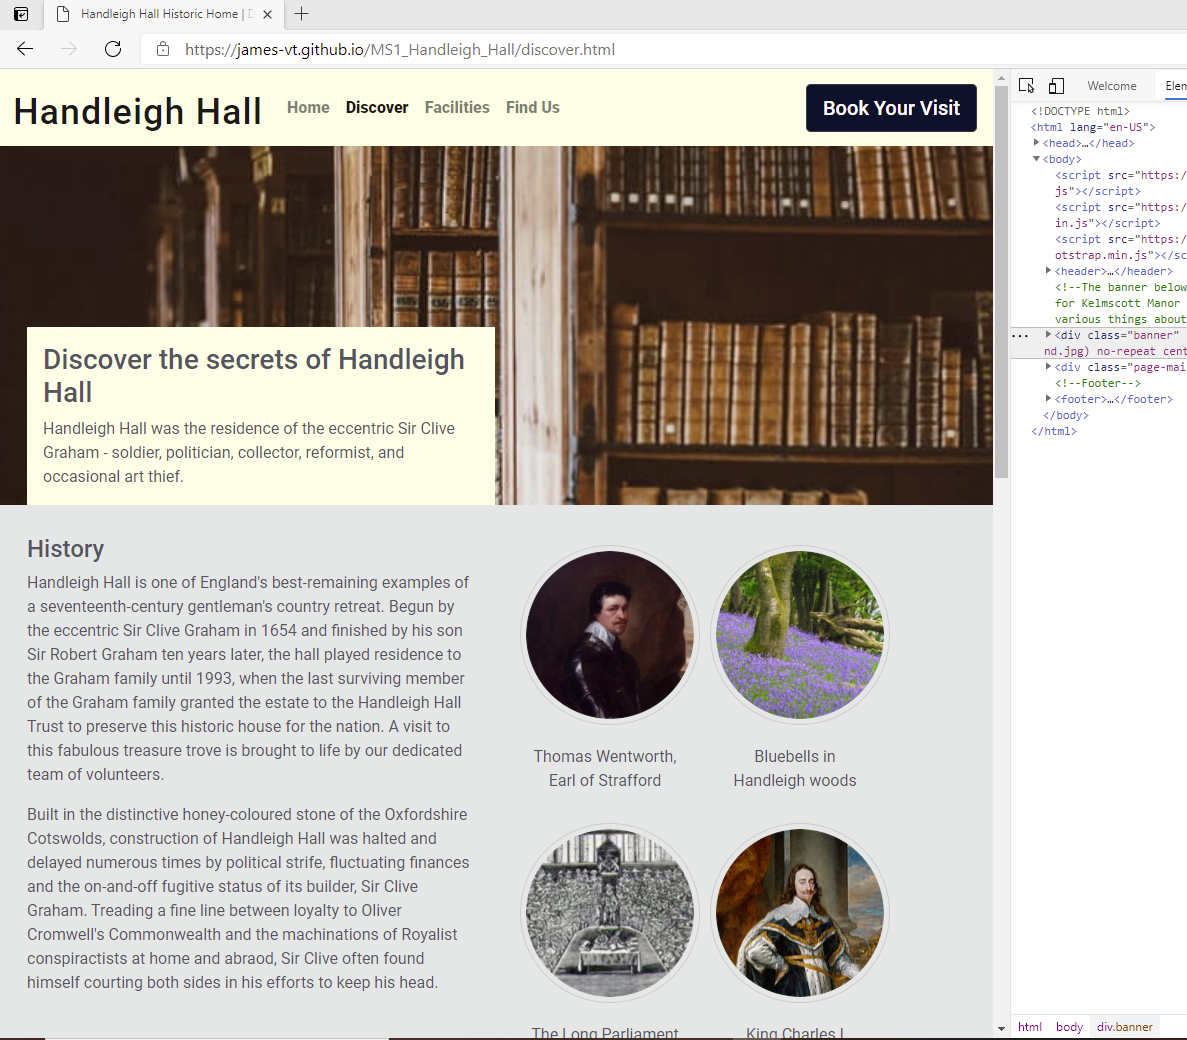 Handleigh Hall Historic Home | D
https://james-vt.github.io/MS1_Handleigh_Hall/discover.html
Handleigh Hall
Home Discover Facilities Find Us
Book Your Visit
Discover the secrets of Handleigh
Hall
Handleigh Hall was the residence of the eccentric Sir Clive
Graham - soldier, politician, collector, reformist, and
occasional art thief.
History
Handleigh Hall is one of England's best-remaining examples of
a seventeenth-century gentleman's country retreat. Begun by
the eccentric Sir Clive Graham in 1654 and finished by his son
Sir Robert Graham ten years later, the hall played residence to
the Graham family until 1993, when the last surviving member
of the Graham family granted the estate to the Handleigh Hall
Trust to preserve this historic house for the nation. A visit to
this fabulous treasure trove is brought to life by our dedicated
team of volunteers.
Built in the distinctive honey-coloured stone of the Oxfordshire
Cotswolds, construction of Handleigh Hall was halted and
delayed numerous times by political strife, fluctuating finances
and the on-and-off fugitive status of its builder, Sir Clive
Graham. Treading a fine line between loyalty to Oliver
Cromwell's Commonwealth and the machinations of Royalist
conspiractists at home and abraod, Sir Clive often found
himself courting both sides in his efforts to keep his head.
Thomas Wentworth,
Earl of Strafford
Bluebells in
Handleigh woods
The Long Parliament
King Charles I
Welcome Elem
<!DOCTYPE html>
<html lang="en-US">
<head>…</head>
<body>
<script src="https:/
js"></script>
<script src="https:/
in.js"></script>
<script src="https:/
otstrap.min.js"></sc
<header>…</header>
<!--The banner below
for Kelmscott Manor
various things about
<div class="banner"
nd.jpg) no-repeat cent
<div class="page-mai
<!--Footer-->
<footer>…</footer>
</body>
</html>
html body div.banner